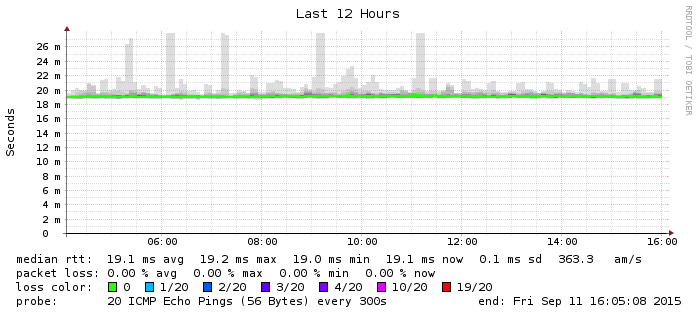 Last 12 Hours
RRDTOOL / TOBI OETIKER
Seconds
26 m
24 m
22 m
20 m
18 m
16 m
14 m
12 m
10 m
8 m
6 m
4 m
2 m
0
06:00 08:00 10:00 12:00 14:00 16:00
median rtt: 19.1 ms avg 19.2 ms max 19.0 ms min 19.1 ms now 0.1 ms sd 363.3 am/s
packet loss: 0.00 % avg 0.00 % max 0.00 % min 0.00 % now
loss color: 0 1/20 2/20 3/20 4/20 10/20 19/20
probe: 20 ICMP Echo Pings (56 Bytes) every 300s end: Fri Sep 11 16:05:08 2015